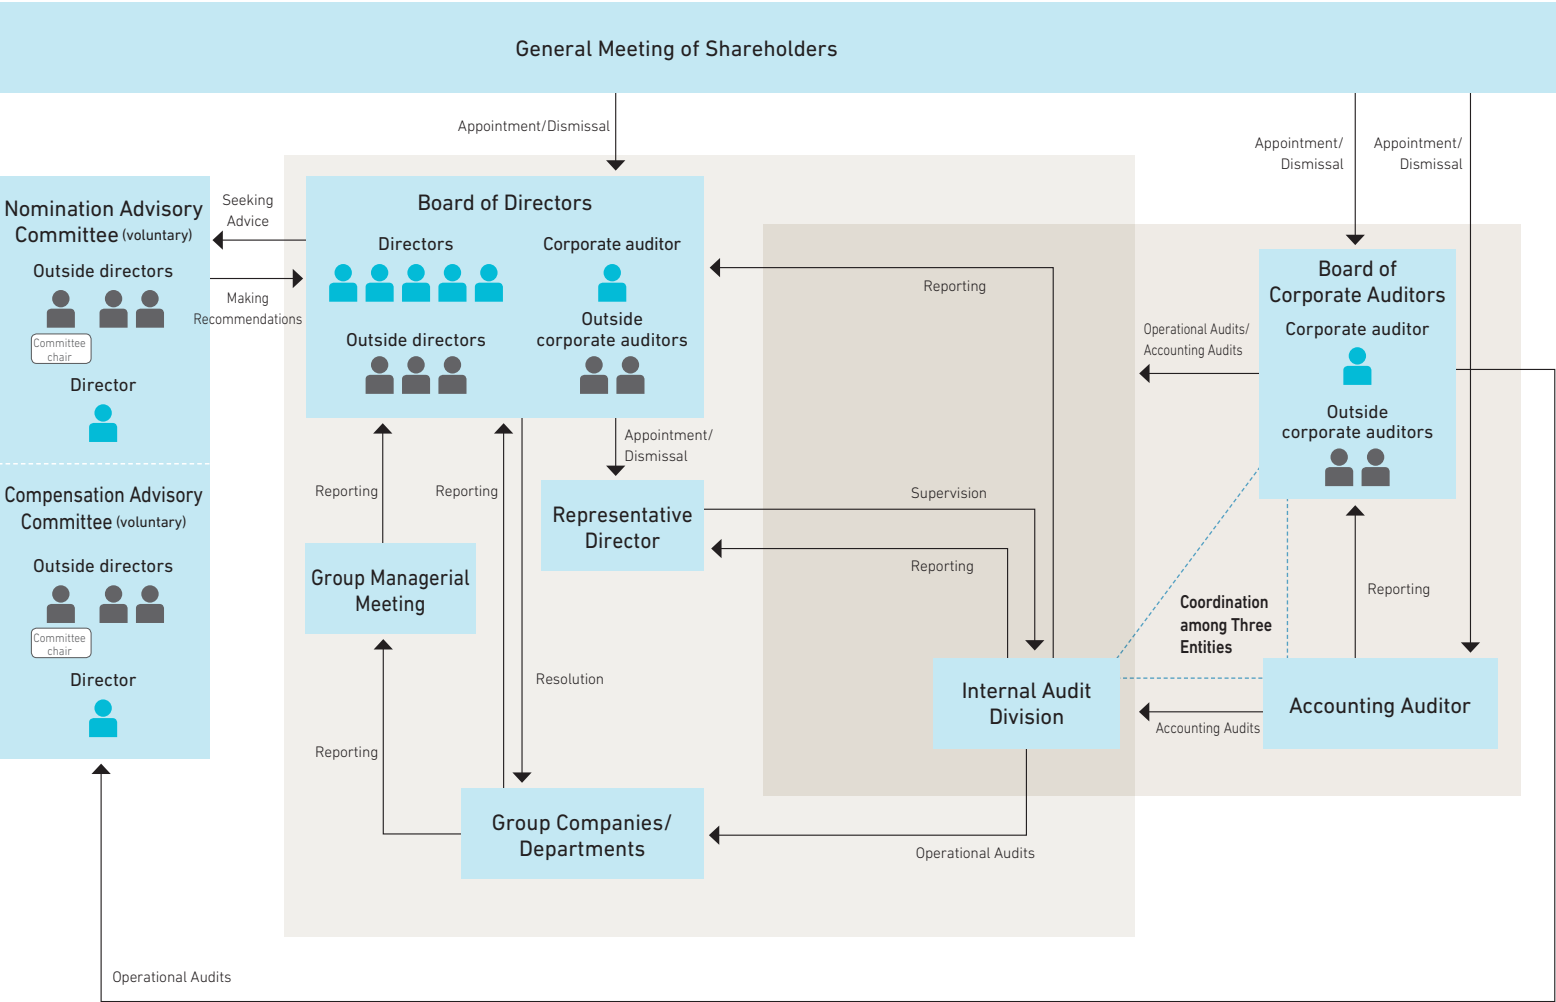 General Meeting of Shareholders
Appointment/Dismissal
Appointment/
Dismissal
Appointment/
Dismissal
Nomination Advisory
Committee (voluntary)
Outside directors
Committee
chair
Director
Compensation Advisory
Committee (voluntary)
Outside directors
Committee
chair
Director
Seeking
Advice
Making
Recommendations
Board of Directors
Directors
Corporate auditor
Outside directors
Outside
corporate auditors
Reporting
Operational Audits/
Accounting Audits
Board of
Corporate Auditors
Corporate auditor
Outside
corporate auditors
Appointment/
Dismissal
Reporting
Reporting
Representative
Director
Supervision
Reporting
Group Managerial
Meeting
Coordination
among Three
Entities
Reporting
Resolution
Internal Audit
Division
Accounting Auditor
Accounting Audits
Reporting
Group Companies/
Departments
Operational Audits
Operational Audits